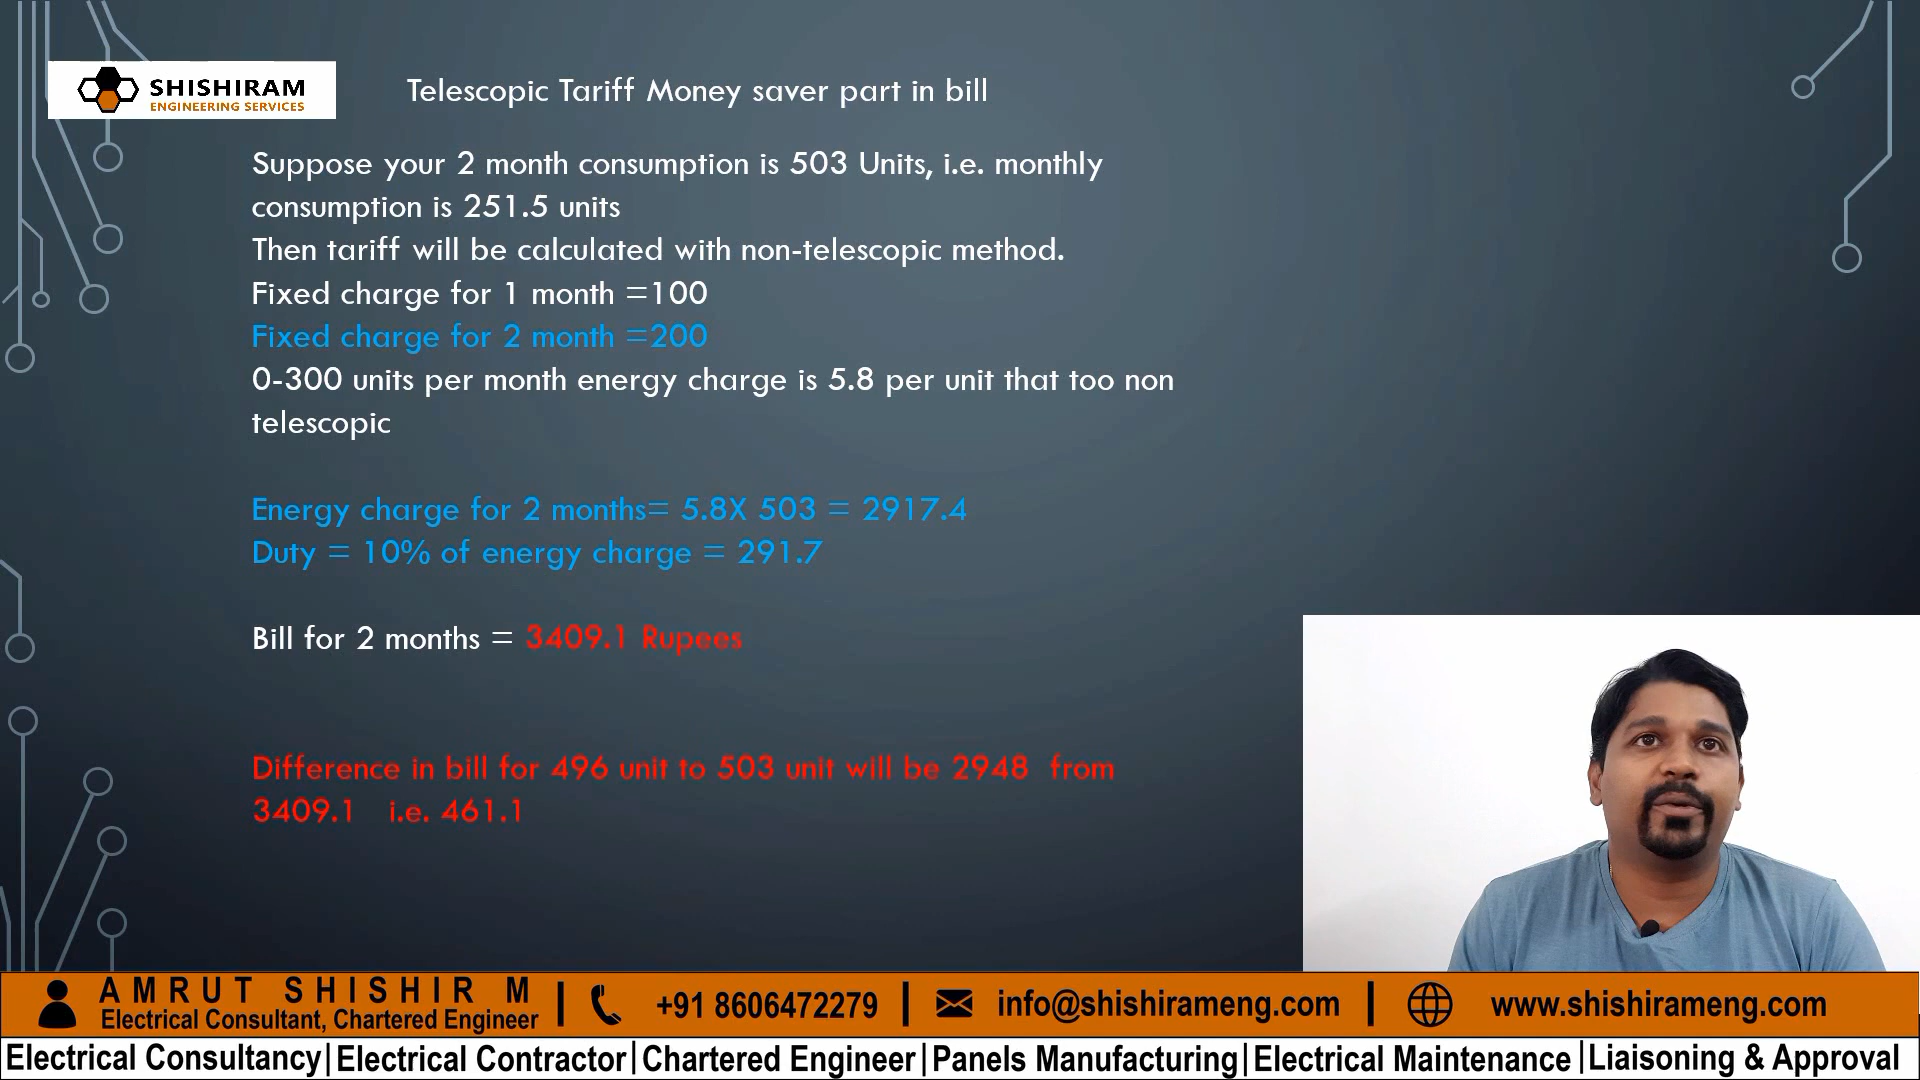 SHISHIRAM
ENGINEERING SERVICES
Telescopic Tariff Money saver part in bill
Suppose your 2 month consumption is 503 Units, i.e. monthly
consumption is 251.5 units
Then tariff will be calculated with non-telescopic method.
Fixed charge for 1 month =100
Fixed charge for 2 month =200
0-300 units per month energy charge is 5.8 per unit that too non
telescopic
Energy charge for 2 months= 5.8X 503 = 2917.4
Duty = 10% of energy charge = 291.7
Bill for 2 months = 3409.1 Rupees
Difference in bill for 496 unit to 503 unit will be 2948 from
3409.1 i.e. 461.1
AMRUT SHISHIR M
Electrical Consultant, Chartered Engineer
+91 8606472279
info@shishirameng.com
www.shishirameng.com
Electrical Consultancy|Electrical Contractor|Chartered Engineer|Panels Manufacturing|Electrical Maintenance|Liaisoning & Approval